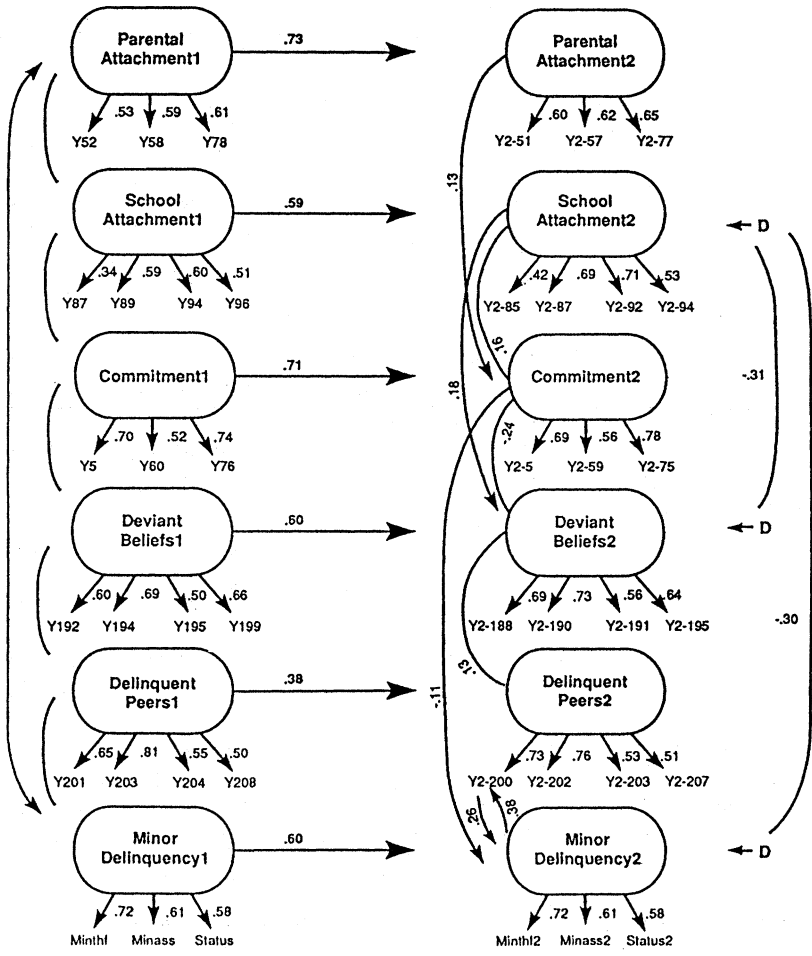 Parental
Attachment1
.73
Parental
Attachment2
.53 .59 .61
Y52 Y58 Y78
.60 .62 .65
Y2-51 Y2-57 Y2-77
.13
School
Attachment1
.59
School
Attachment2
D
.34 .59 .60 .51
Y87 Y89 Y94 Y96
.42 .69 .71 .53
Y2-85 Y2-87 Y2-92 Y2-94
.16
Commitment1
.71
Commitment2
-.31
.18
-.24
.70 .52 .74
Y5 Y60 Y76
.69 .56 .78
Y2-5 Y2-59 Y2-75
Deviant
Beliefs1
.60
Deviant
Beliefs2
D
.60 .69 .50 .66
Y192 Y194 Y195 Y199
.69 .73 .56 .64
Y2-188 Y2-190 Y2-191 Y2-195
-.30
.13
Delinquent
Peers1
.38
-.11
Delinquent
Peers2
.65 .81 .55 .50
Y201 Y203 Y204 Y208
.73 .76 .53 .51
Y2-200 Y2-202 Y2-203 Y2-207
.26 .38
Minor
Delinquency1
.60
Minor
Delinquency2
D
.72 .61 .58
Minthf Minass Status
.72 .61 .58
Minthf2 Minass2 Status2